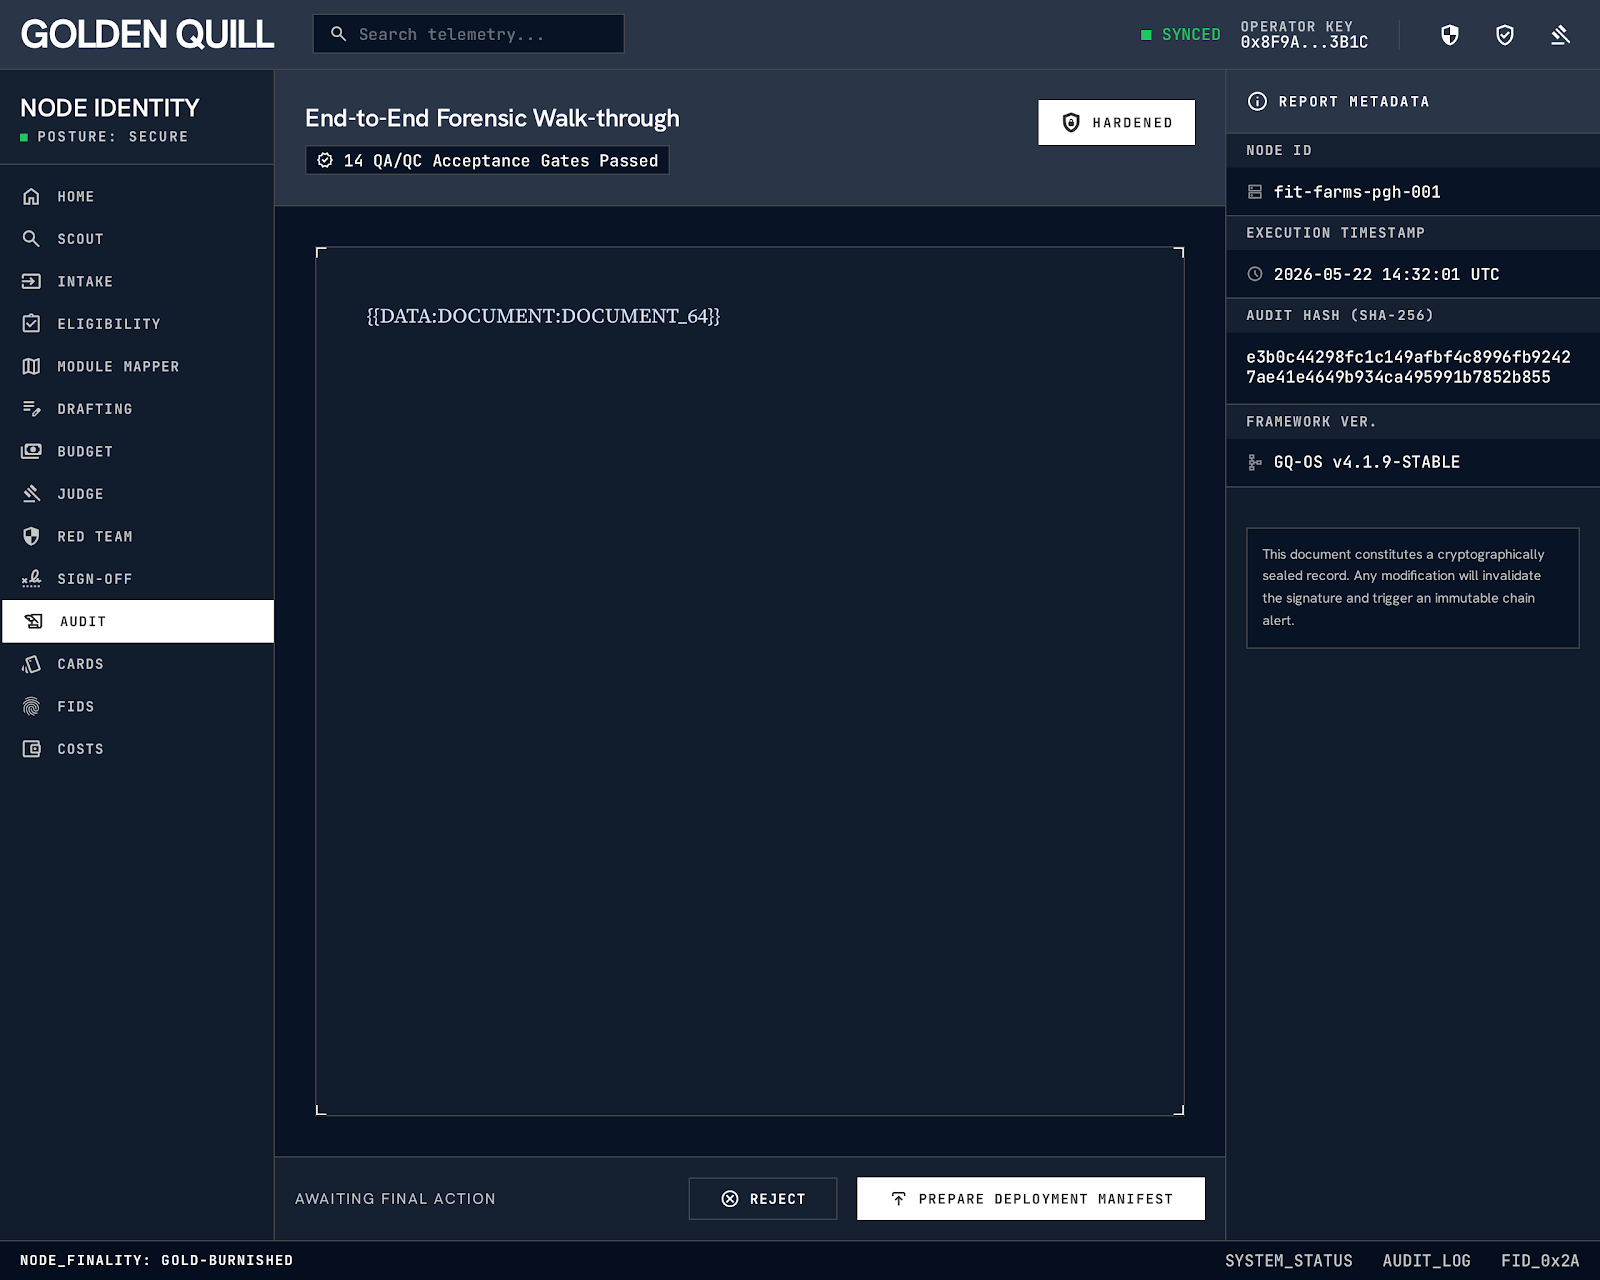 GOLDEN QUILL
Search telemetry...
SYNCED
OPERATOR KEY
0x8F9A...3B1C
NODE IDENTITY
POSTURE: SECURE
HOME
SCOUT
INTAKE
ELIGIBILITY
MODULE MAPPER
DRAFTING
BUDGET
JUDGE
RED TEAM
SIGN-OFF
AUDIT
CARDS
FIDS
COSTS
End-to-End Forensic Walk-through
14 QA/QC Acceptance Gates Passed
HARDENED
{{DATA:DOCUMENT:DOCUMENT_64}}
AWAITING FINAL ACTION
REJECT
PREPARE DEPLOYMENT MANIFEST
REPORT METADATA
NODE ID
fit-farms-pgh-001
EXECUTION TIMESTAMP
2026-05-22 14:32:01 UTC
AUDIT HASH (SHA-256)
e3b0c44298fc1c149afbf4c8996fb9242
7ae41e4649b934ca495991b7852b855
FRAMEWORK VER.
GQ-OS v4.1.9-STABLE
This document constitutes a cryptographically
sealed record. Any modification will invalidate
the signature and trigger an immutable chain
alert.
NODE_FINALITY: GOLD-BURNISHED
SYSTEM_STATUS
AUDIT_LOG
FID_0x2A